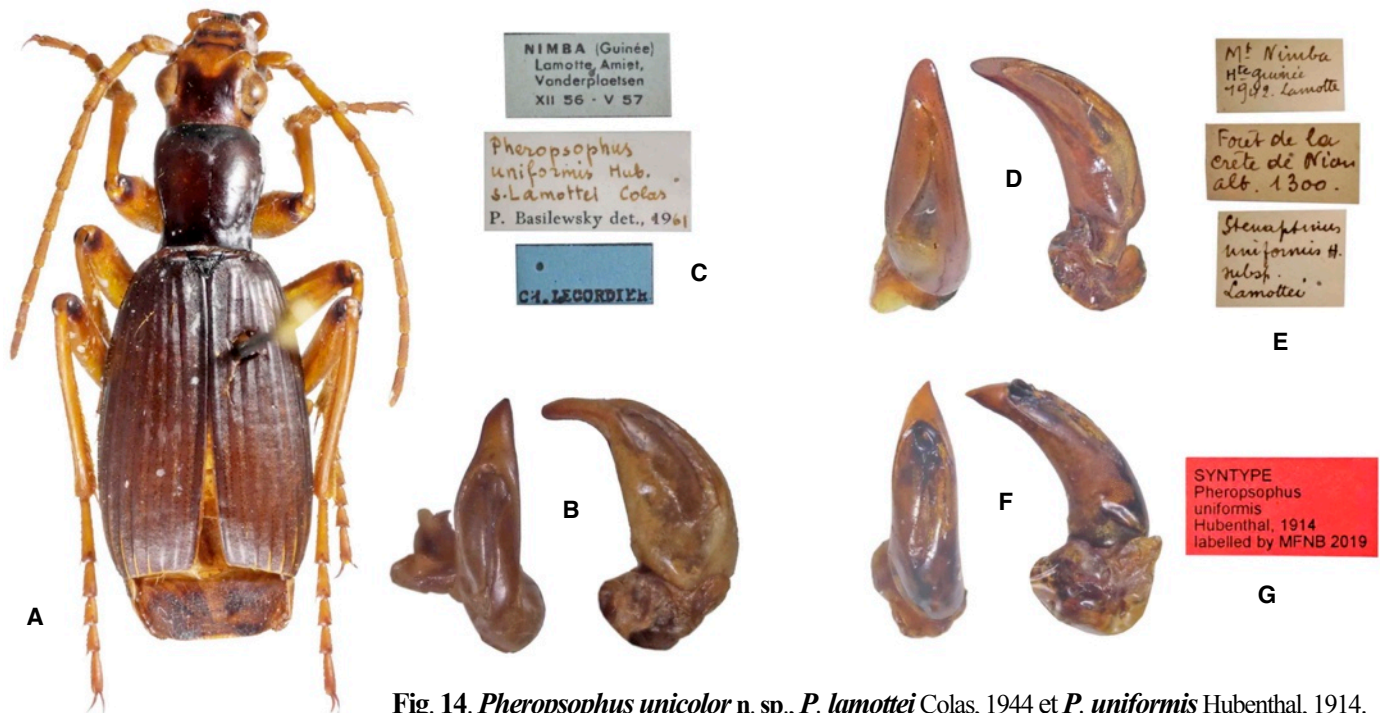 NIMBA (Guinée)
Lamotte, Amiet,
Vanderplaetsen
XII 56 - V 57
Pheropsophus
uniformis Hub.
s. Lamottei Colas
P. Basilewsky det., 1961
CH. LECORDIER
C
A
B
D
Mt Nimba
Hte guinée
1942. Lamotte
Forêt de la
crête de
alt. 1300.
Stenaptinus
uniformis H.
subsp.
Lamottei
E
F
SYNTYPE
Pheropsophus
uniformis
Hubenthal, 1914
labelled by MFNB 2019
G
Fig. 14. Pheropsophus unicolor n. sp., P. lamottei Colas, 1944 et P. uniformis Hubenthal, 1914.